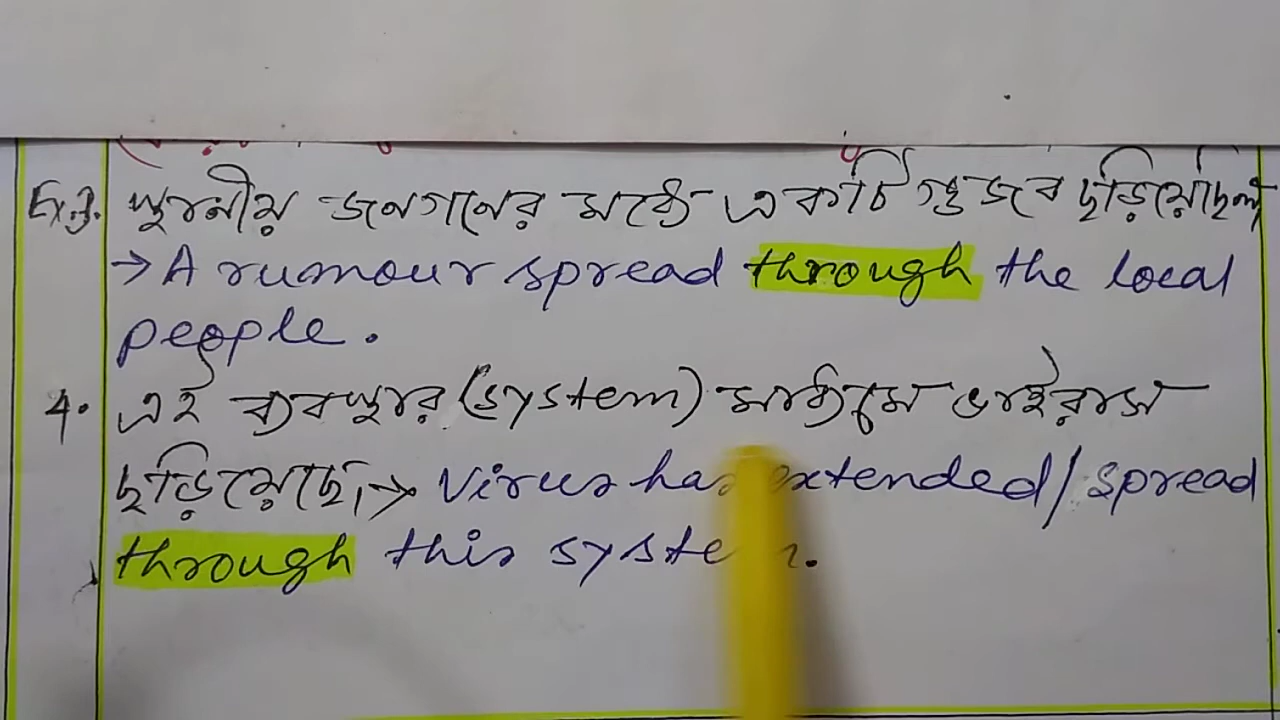 Ex.3. স্থানীয় জনগনের মধ্যে একটি গুজব ছড়িয়েছিল
→ A rumour spread through the local
people.
4. এই ব্যবস্থার (system) মাধ্যমে ভাইরাস
ছড়িয়েছে।→ Virus has extended/spread
through this system.